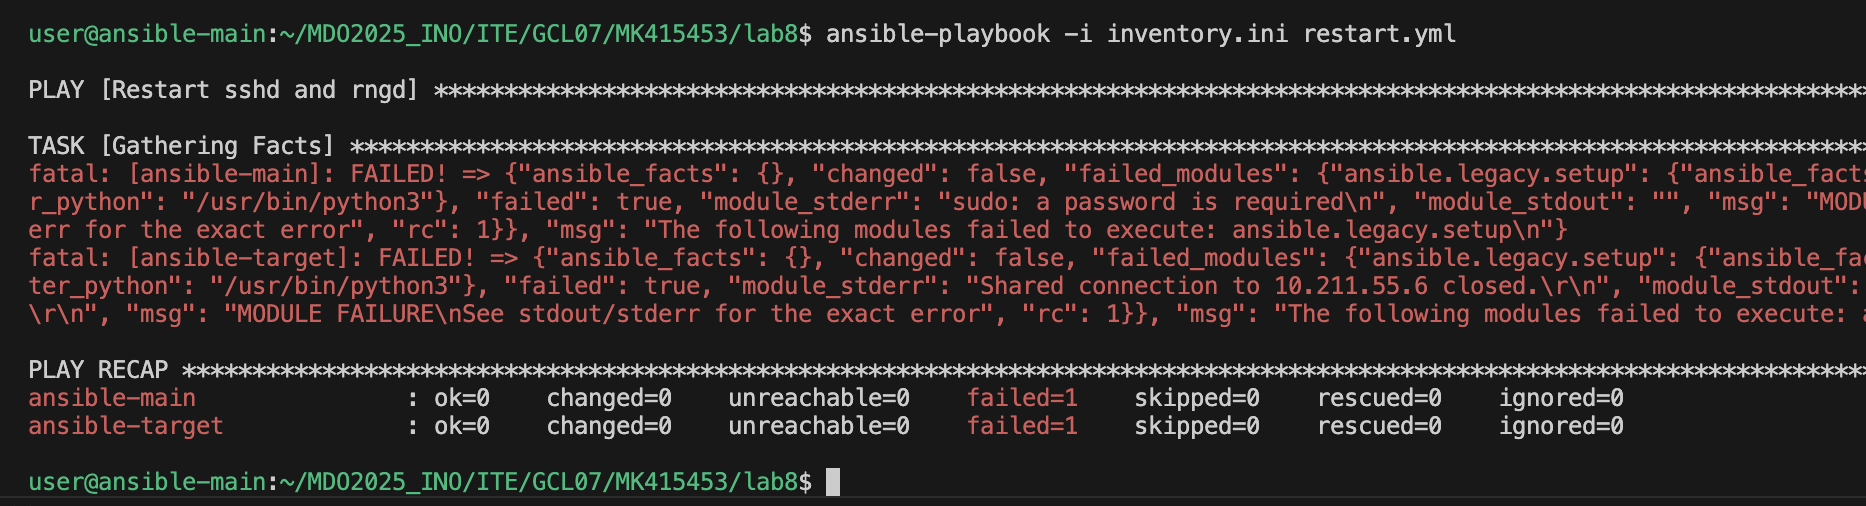 user@ansible-main:~/MDO2025_INO/ITE/GCL07/MK415453/lab8$ ansible-playbook -i inventory.ini restart.yml
PLAY [Restart sshd and rngd] *******************************************************************************************************
TASK [Gathering Facts] *************************************************************************************************************
fatal: [ansible-main]: FAILED! => {"ansible_facts": {}, "changed": false, "failed_modules": {"ansible.legacy.setup": {"ansible_facts
r_python": "/usr/bin/python3"}, "failed": true, "module_stderr": "sudo: a password is required\n", "module_stdout": "", "msg": "MODU
err for the exact error", "rc": 1}}, "msg": "The following modules failed to execute: ansible.legacy.setup\n"}
fatal: [ansible-target]: FAILED! => {"ansible_facts": {}, "changed": false, "failed_modules": {"ansible.legacy.setup": {"ansible_fac
ter_python": "/usr/bin/python3"}, "failed": true, "module_stderr": "Shared connection to 10.211.55.6 closed.\r\n", "module_stdout":
\r\n", "msg": "MODULE FAILURE\nSee stdout/stderr for the exact error", "rc": 1}}, "msg": "The following modules failed to execute: a
PLAY RECAP *************************************************************************************************************************
ansible-main               : ok=0    changed=0    unreachable=0    failed=1    skipped=0    rescued=0    ignored=0
ansible-target             : ok=0    changed=0    unreachable=0    failed=1    skipped=0    rescued=0    ignored=0
user@ansible-main:~/MDO2025_INO/ITE/GCL07/MK415453/lab8$